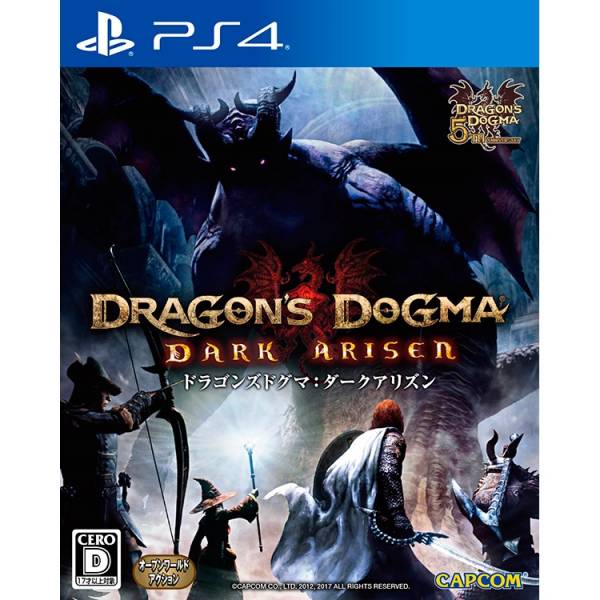 PS4
DRAGON'S
DOGMA
5th
ANNIVERSARY
DRAGON'S DOGMA
DARK ARISEN
ドラゴンズドグマ:ダークアリズン
CERO
D
17才以上対象
オープンワールド
アクション
©CAPCOM CO., LTD. 2012, 2017 ALL RIGHTS RESERVED.
CAPCOM